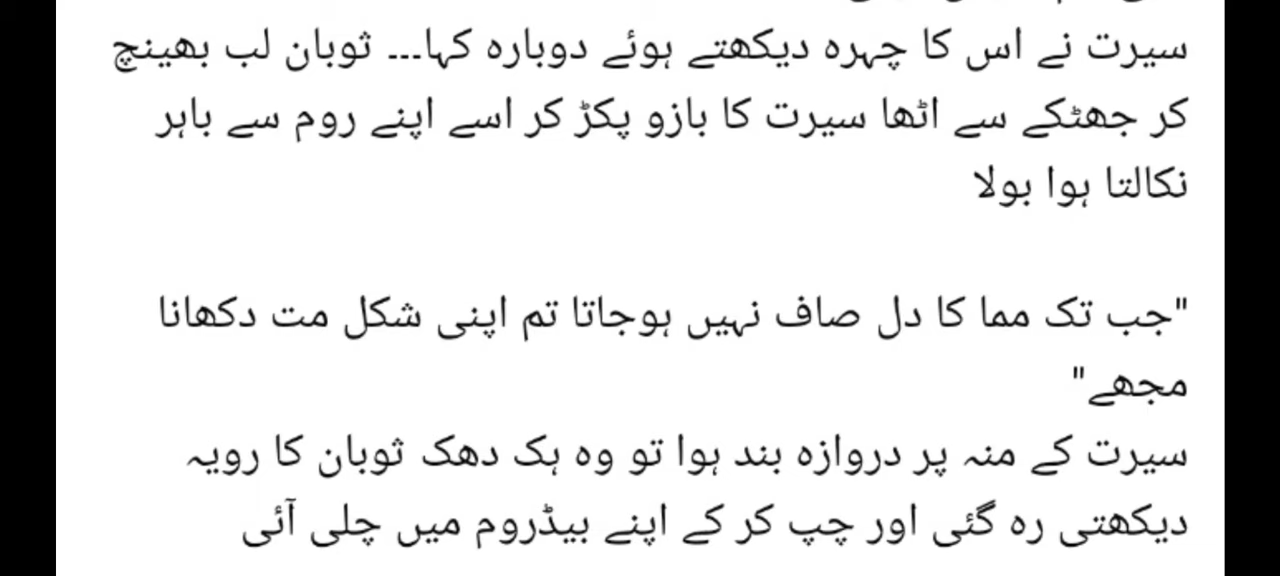 سیرت نے اس کا چہرہ دیکھتے ہوئے دوبارہ کہا۔۔۔ ثوبان لب بھینچ
کر جھٹکے سے اٹھا سیرت کا بازو پکڑ کر اسے اپنے روم سے باہر
نکالتا ہوا بولا
"جب تک مما کا دل صاف نہیں ہوجاتا تم اپنی شکل مت دکھانا
مجھے"
سیرت کے منہ پر دروازہ بند ہوا تو وہ ہک دھک ثوبان کا رویہ
دیکھتی رہ گئی اور چپ کر کے اپنے بیڈروم میں چلی آئی